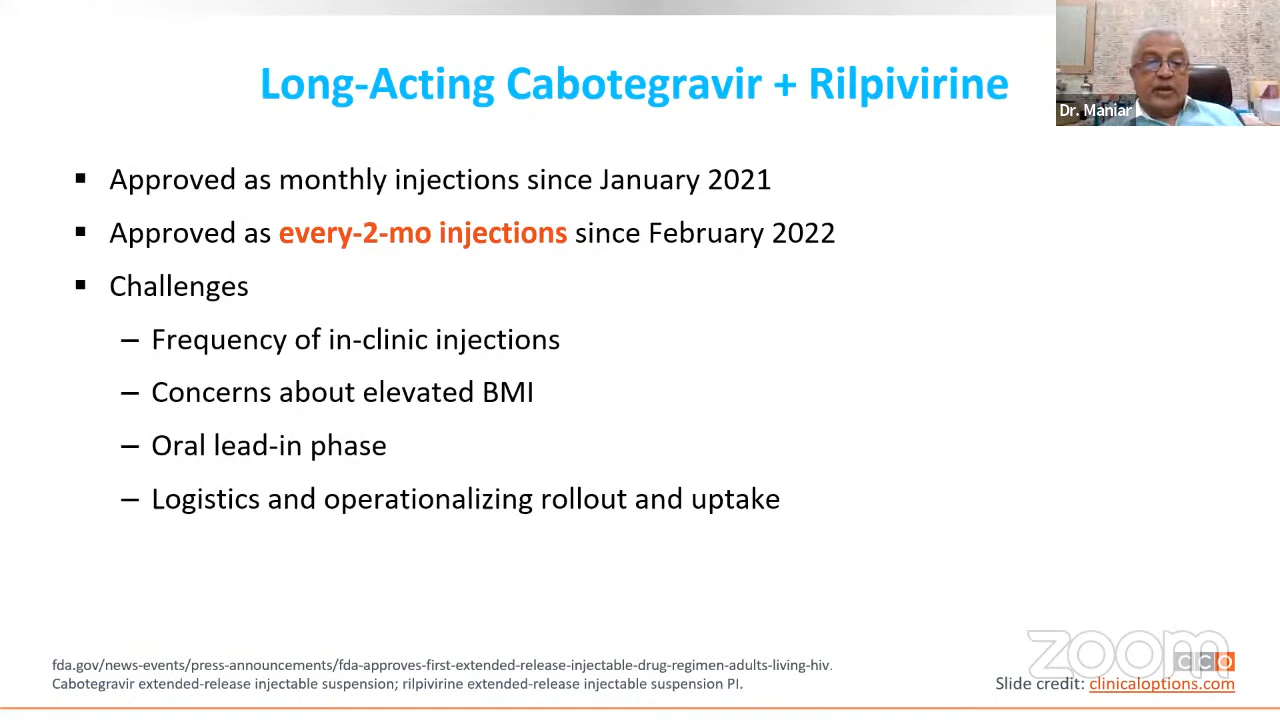 Long-Acting Cabotegravir + Rilpivirine
Dr. Maniar
▪ Approved as monthly injections since January 2021
▪ Approved as every-2-mo injections since February 2022
▪ Challenges
– Frequency of in-clinic injections
– Concerns about elevated BMI
– Oral lead-in phase
– Logistics and operationalizing rollout and uptake
fda.gov/news-events/press-announcements/fda-approves-first-extended-release-injectable-drug-regimen-adults-living-hiv.
Cabotegravir extended-release injectable suspension; rilpivirine extended-release injectable suspension PI.
zoom
CCO
Slide credit: clinicaloptions.com